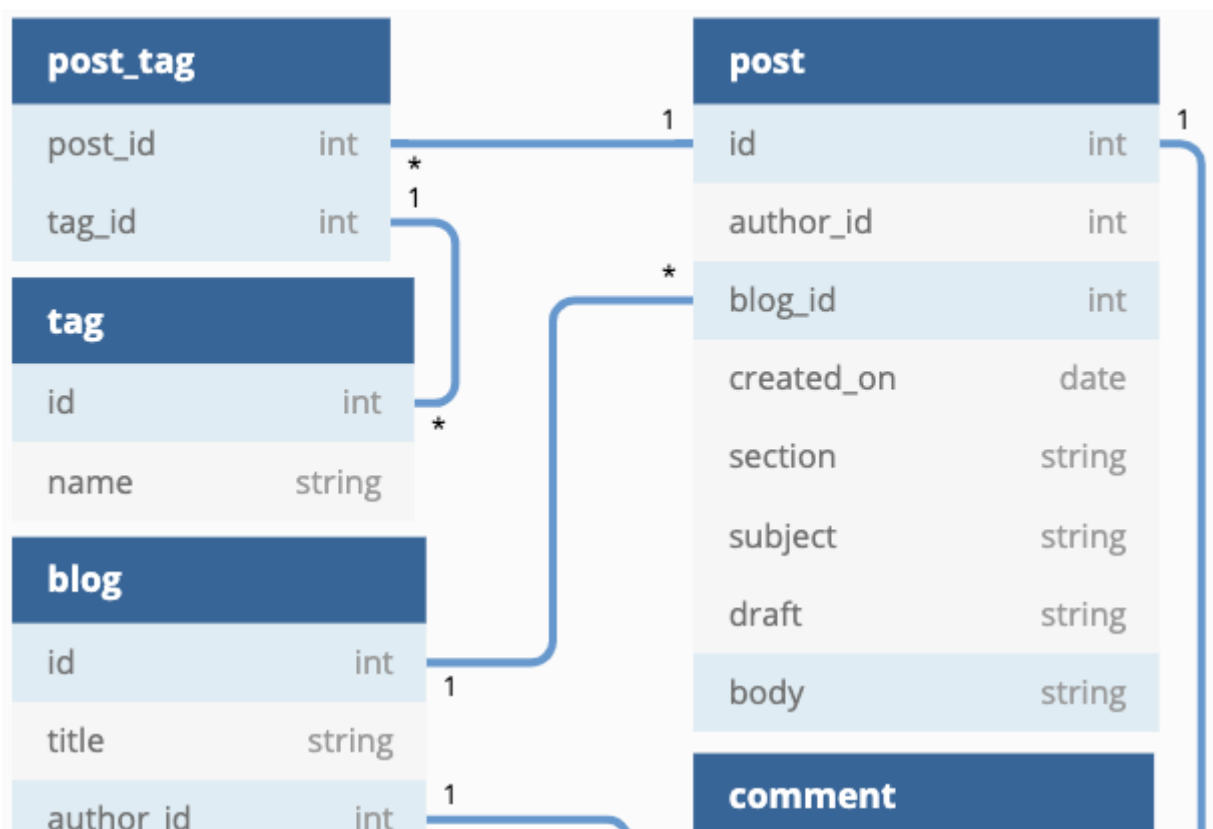 post_tag
post_id int
tag_id int
*
1
tag
id int
*
name string
blog
id int
1
title string
author_id int
1
post
1
id int
1
author_id int
*
blog_id int
created_on date
section string
subject string
draft string
body string
comment